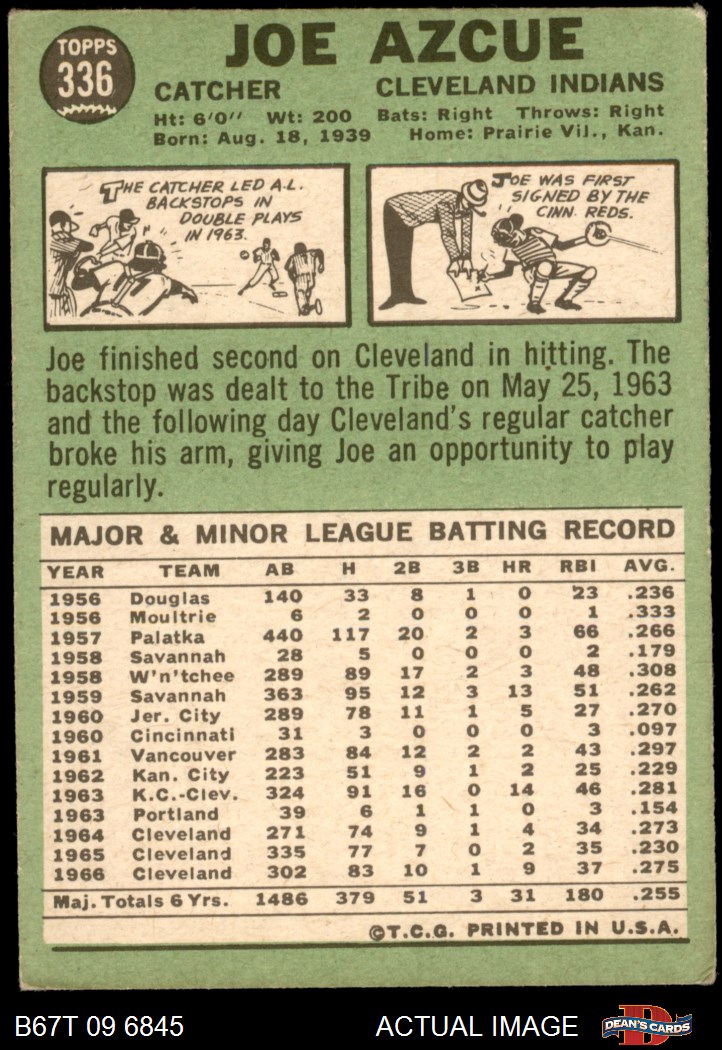 TOPPS
336
JOE AZCUE
CATCHER CLEVELAND INDIANS
Ht: 6'0" Wt: 200 Bats: Right Throws: Right
Born: Aug. 18, 1939 Home: Prairie Vil., Kan.
THE CATCHER LED A.L.
BACKSTOPS IN
DOUBLE PLAYS
IN 1963.
JOE WAS FIRST
SIGNED BY THE
CINN. REDS.
Joe finished second on Cleveland in hitting. The
backstop was dealt to the Tribe on May 25, 1963
and the following day Cleveland's regular catcher
broke his arm, giving Joe an opportunity to play
regularly.
MAJOR & MINOR LEAGUE BATTING RECORD
YEAR TEAM AB H 2B 3B HR RBI AVG.
1956 Douglas 140 33 8 1 0 23 .236
1956 Moultrie 6 2 0 0 0 1 .333
1957 Palatka 440 117 20 2 3 66 .266
1958 Savannah 28 5 0 0 0 2 .179
1958 W'n'tchee 289 89 17 2 3 48 .308
1959 Savannah 363 95 12 3 13 51 .262
1960 Jer. City 289 78 11 1 5 27 .270
1960 Cincinnati 31 3 0 0 0 3 .097
1961 Vancouver 283 84 12 2 2 43 .297
1962 Kan. City 223 51 9 1 2 25 .229
1963 K.C.-Clev. 324 91 16 0 14 46 .281
1963 Portland 39 6 1 1 0 3 .154
1964 Cleveland 271 74 9 1 4 34 .273
1965 Cleveland 335 77 7 0 2 35 .230
1966 Cleveland 302 83 10 1 9 37 .275
Maj. Totals 6 Yrs. 1486 379 51 3 31 180 .255
©T.C.G. PRINTED IN U.S.A.
B67T 09 6845 ACTUAL IMAGE
DEAN'S CARDS